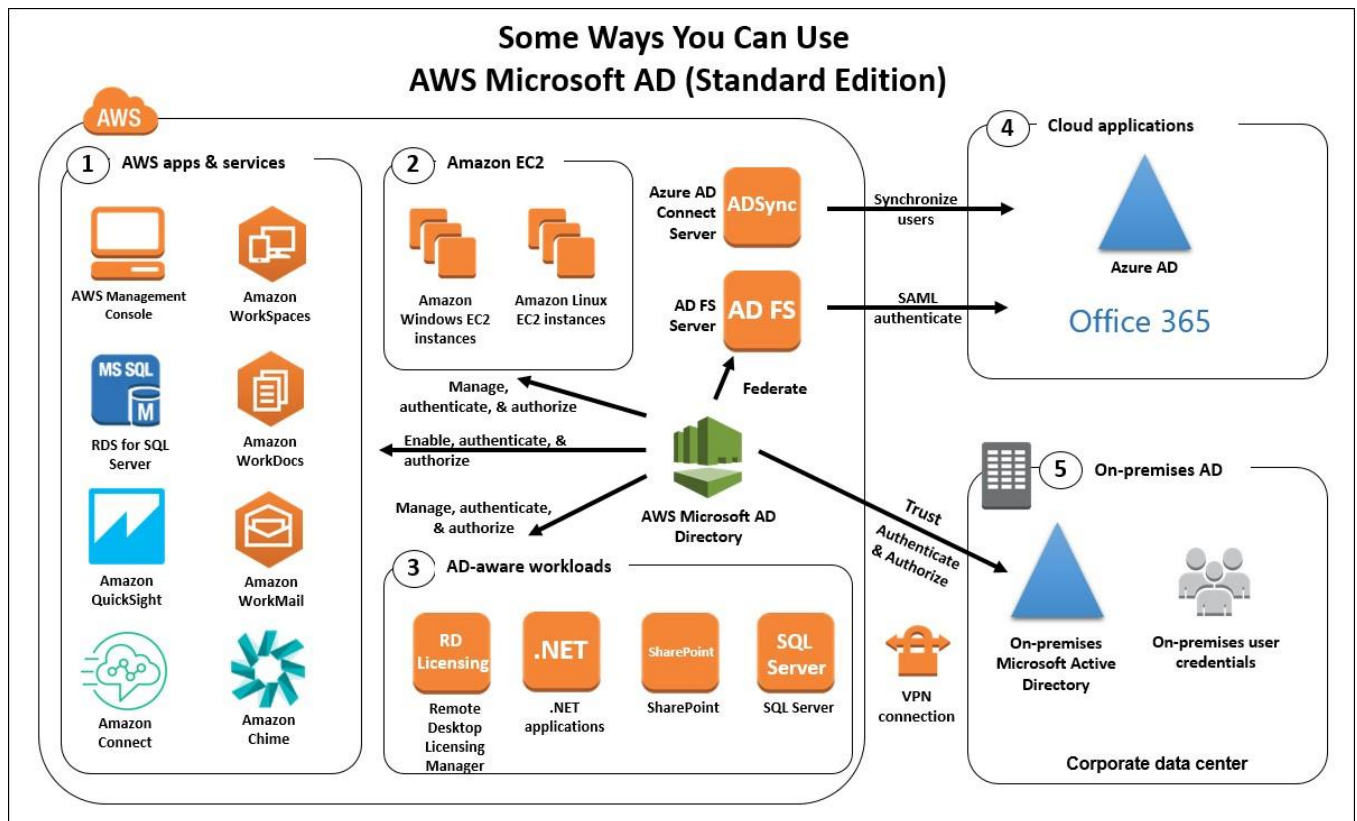 Some Ways You Can Use
AWS Microsoft AD (Standard Edition)
AWS
1
AWS apps & services
AWS Management
Console
Amazon
WorkSpaces
MS SQL
M
RDS for SQL
Server
Amazon
WorkDocs
Amazon
QuickSight
Amazon
WorkMail
Amazon
Connect
Amazon
Chime
2
Amazon EC2
Amazon
Windows EC2
instances
Amazon Linux
EC2 instances
Azure AD
Connect
Server
ADSync
AD FS
Server
AD FS
Synchronize
users
SAML
authenticate
Federate
Manage,
authenticate, & authorize
Enable, authenticate, &
authorize
Manage, authenticate,
& authorize
AWS Microsoft AD
Directory
3
AD-aware workloads
RD
Licensing
Remote
Desktop
Licensing
Manager
.NET
.NET
applications
SharePoint
SharePoint
SQL
Server
SQL Server
4
Cloud applications
Azure AD
Office 365
Trust
Authenticate
& Authorize
VPN
connection
5
On-premises AD
On-premises
Microsoft Active
Directory
On-premises user
credentials
Corporate data center